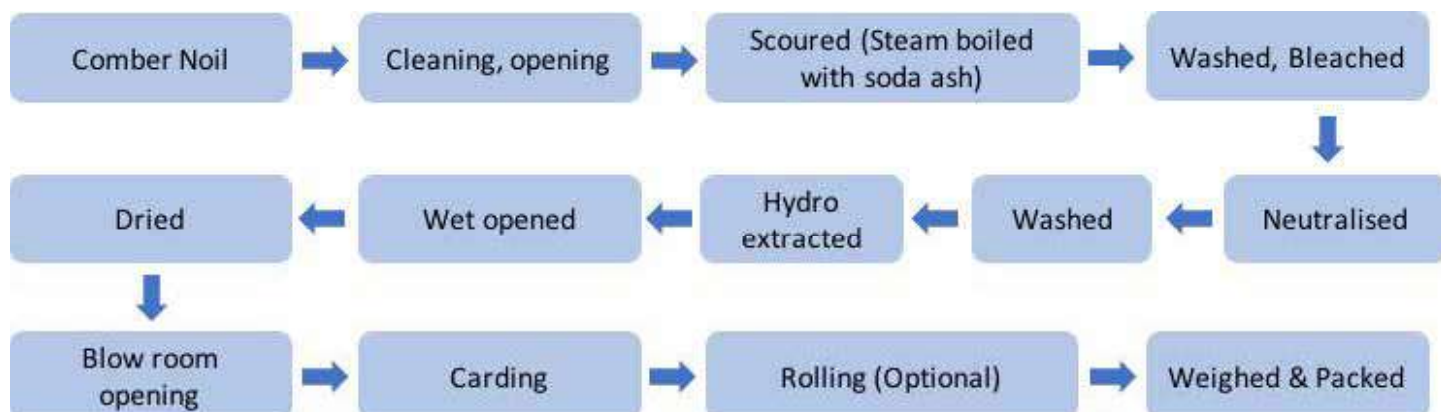 Comber Noil
Cleaning, opening
Scoured (Steam boiled
with soda ash)
Washed, Bleached
Neutralised
Washed
Hydro
extracted
Wet opened
Dried
Blow room
opening
Carding
Rolling (Optional)
Weighed & Packed